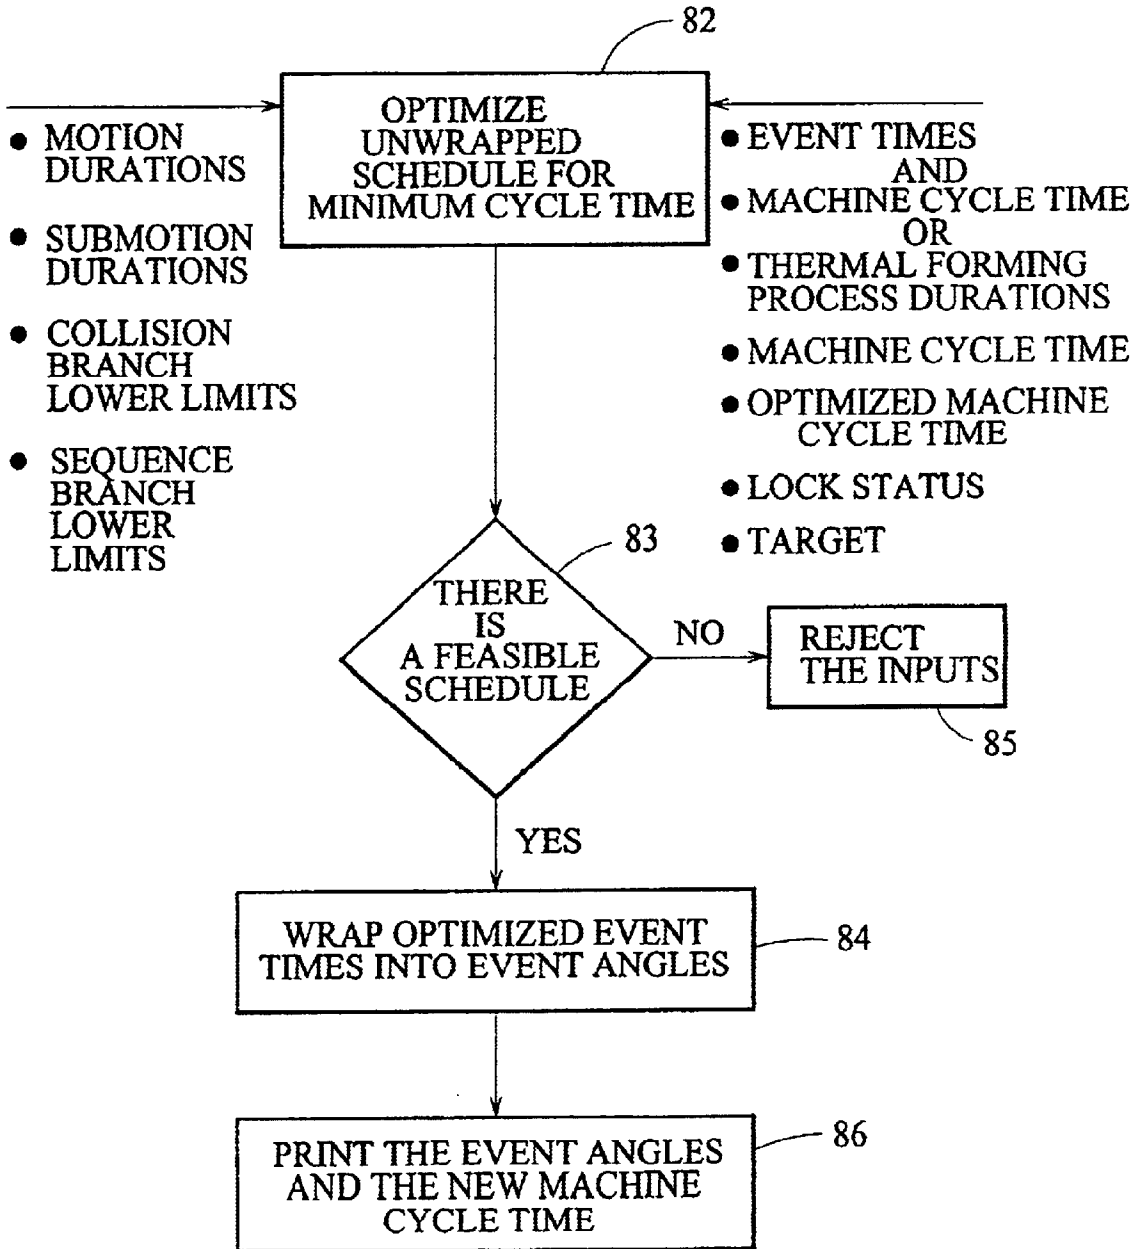 82
OPTIMIZE
UNWRAPPED
SCHEDULE FOR
MINIMUM CYCLE TIME
● MOTION
DURATIONS
● SUBMOTION
DURATIONS
● COLLISION
BRANCH
LOWER LIMITS
● SEQUENCE
BRANCH
LOWER
LIMITS
● EVENT TIMES
AND
● MACHINE CYCLE TIME
OR
● THERMAL FORMING
PROCESS DURATIONS
● MACHINE CYCLE TIME
● OPTIMIZED MACHINE
CYCLE TIME
● LOCK STATUS
● TARGET
83
THERE
IS
A FEASIBLE
SCHEDULE
NO
REJECT
THE INPUTS
85
YES
WRAP OPTIMIZED EVENT
TIMES INTO EVENT ANGLES
84
PRINT THE EVENT ANGLES
AND THE NEW MACHINE
CYCLE TIME
86